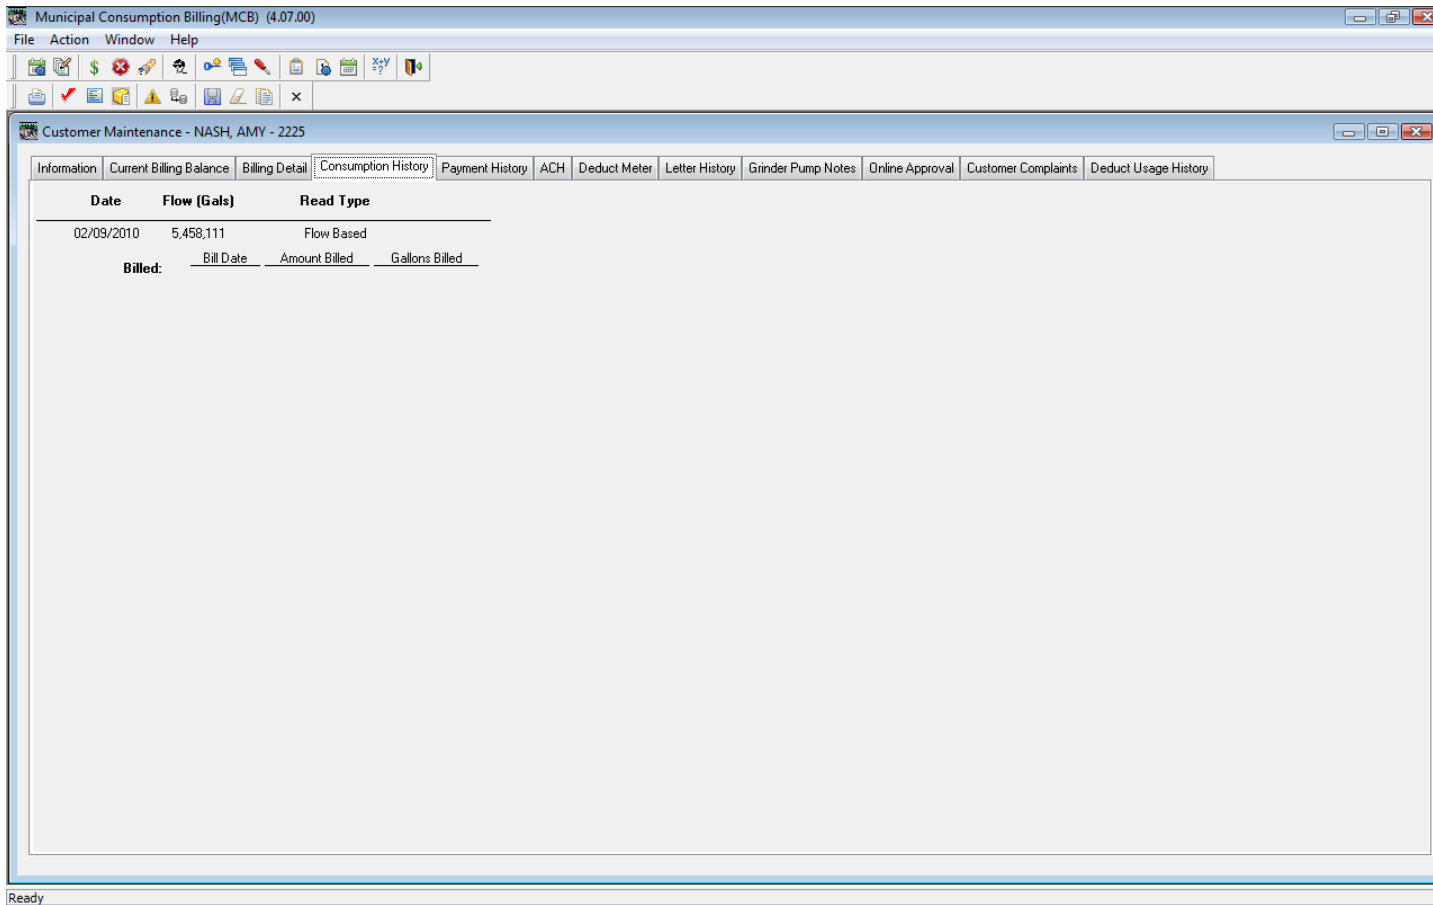 Municipal Consumption Billing(MCB) (4.07.00)
File Action Window Help
X+Y
=?
Customer Maintenance - NASH, AMY - 2225
Information Current Billing Balance Billing Detail Consumption History Payment History ACH Deduct Meter Letter History Grinder Pump Notes Online Approval Customer Complaints Deduct Usage History
Date Flow (Gals) Read Type
02/09/2010 5,458,111 Flow Based
Billed: Bill Date Amount Billed Gallons Billed
Ready